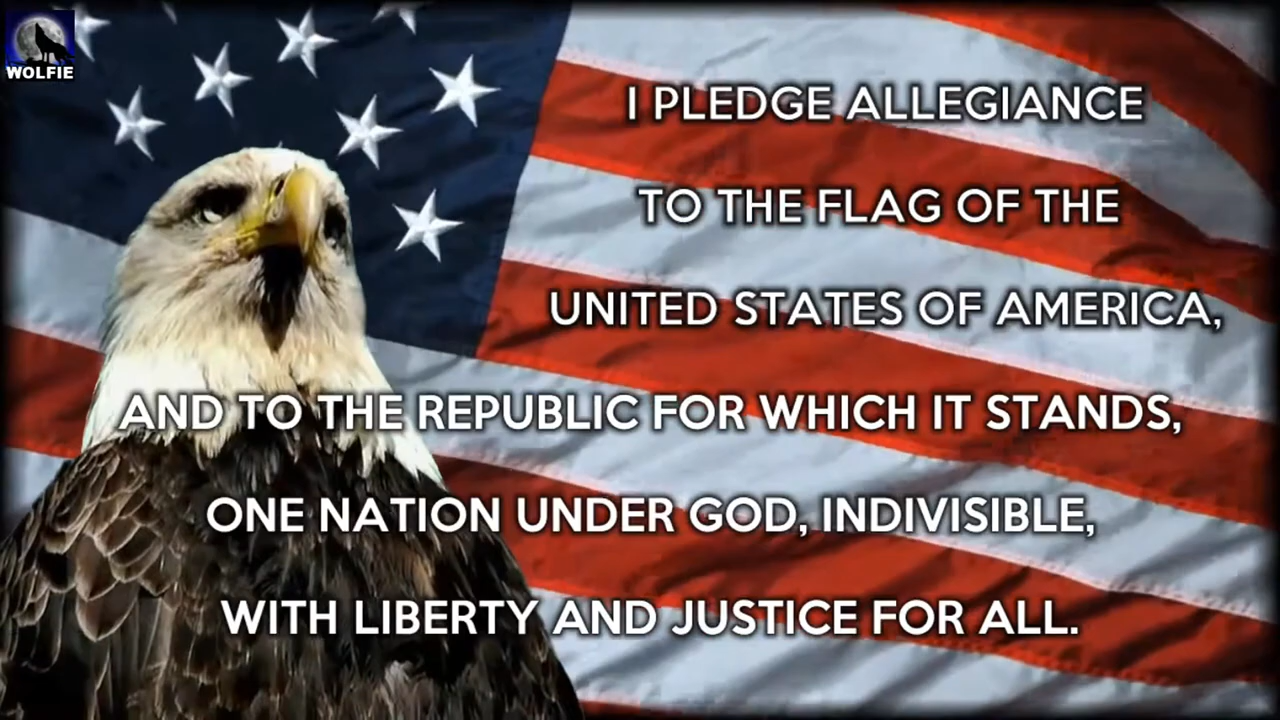 WOLFIE
I PLEDGE ALLEGIANCE
TO THE FLAG OF THE
UNITED STATES OF AMERICA,
AND TO THE REPUBLIC FOR WHICH IT STANDS,
ONE NATION UNDER GOD, INDIVISIBLE,
WITH LIBERTY AND JUSTICE FOR ALL.